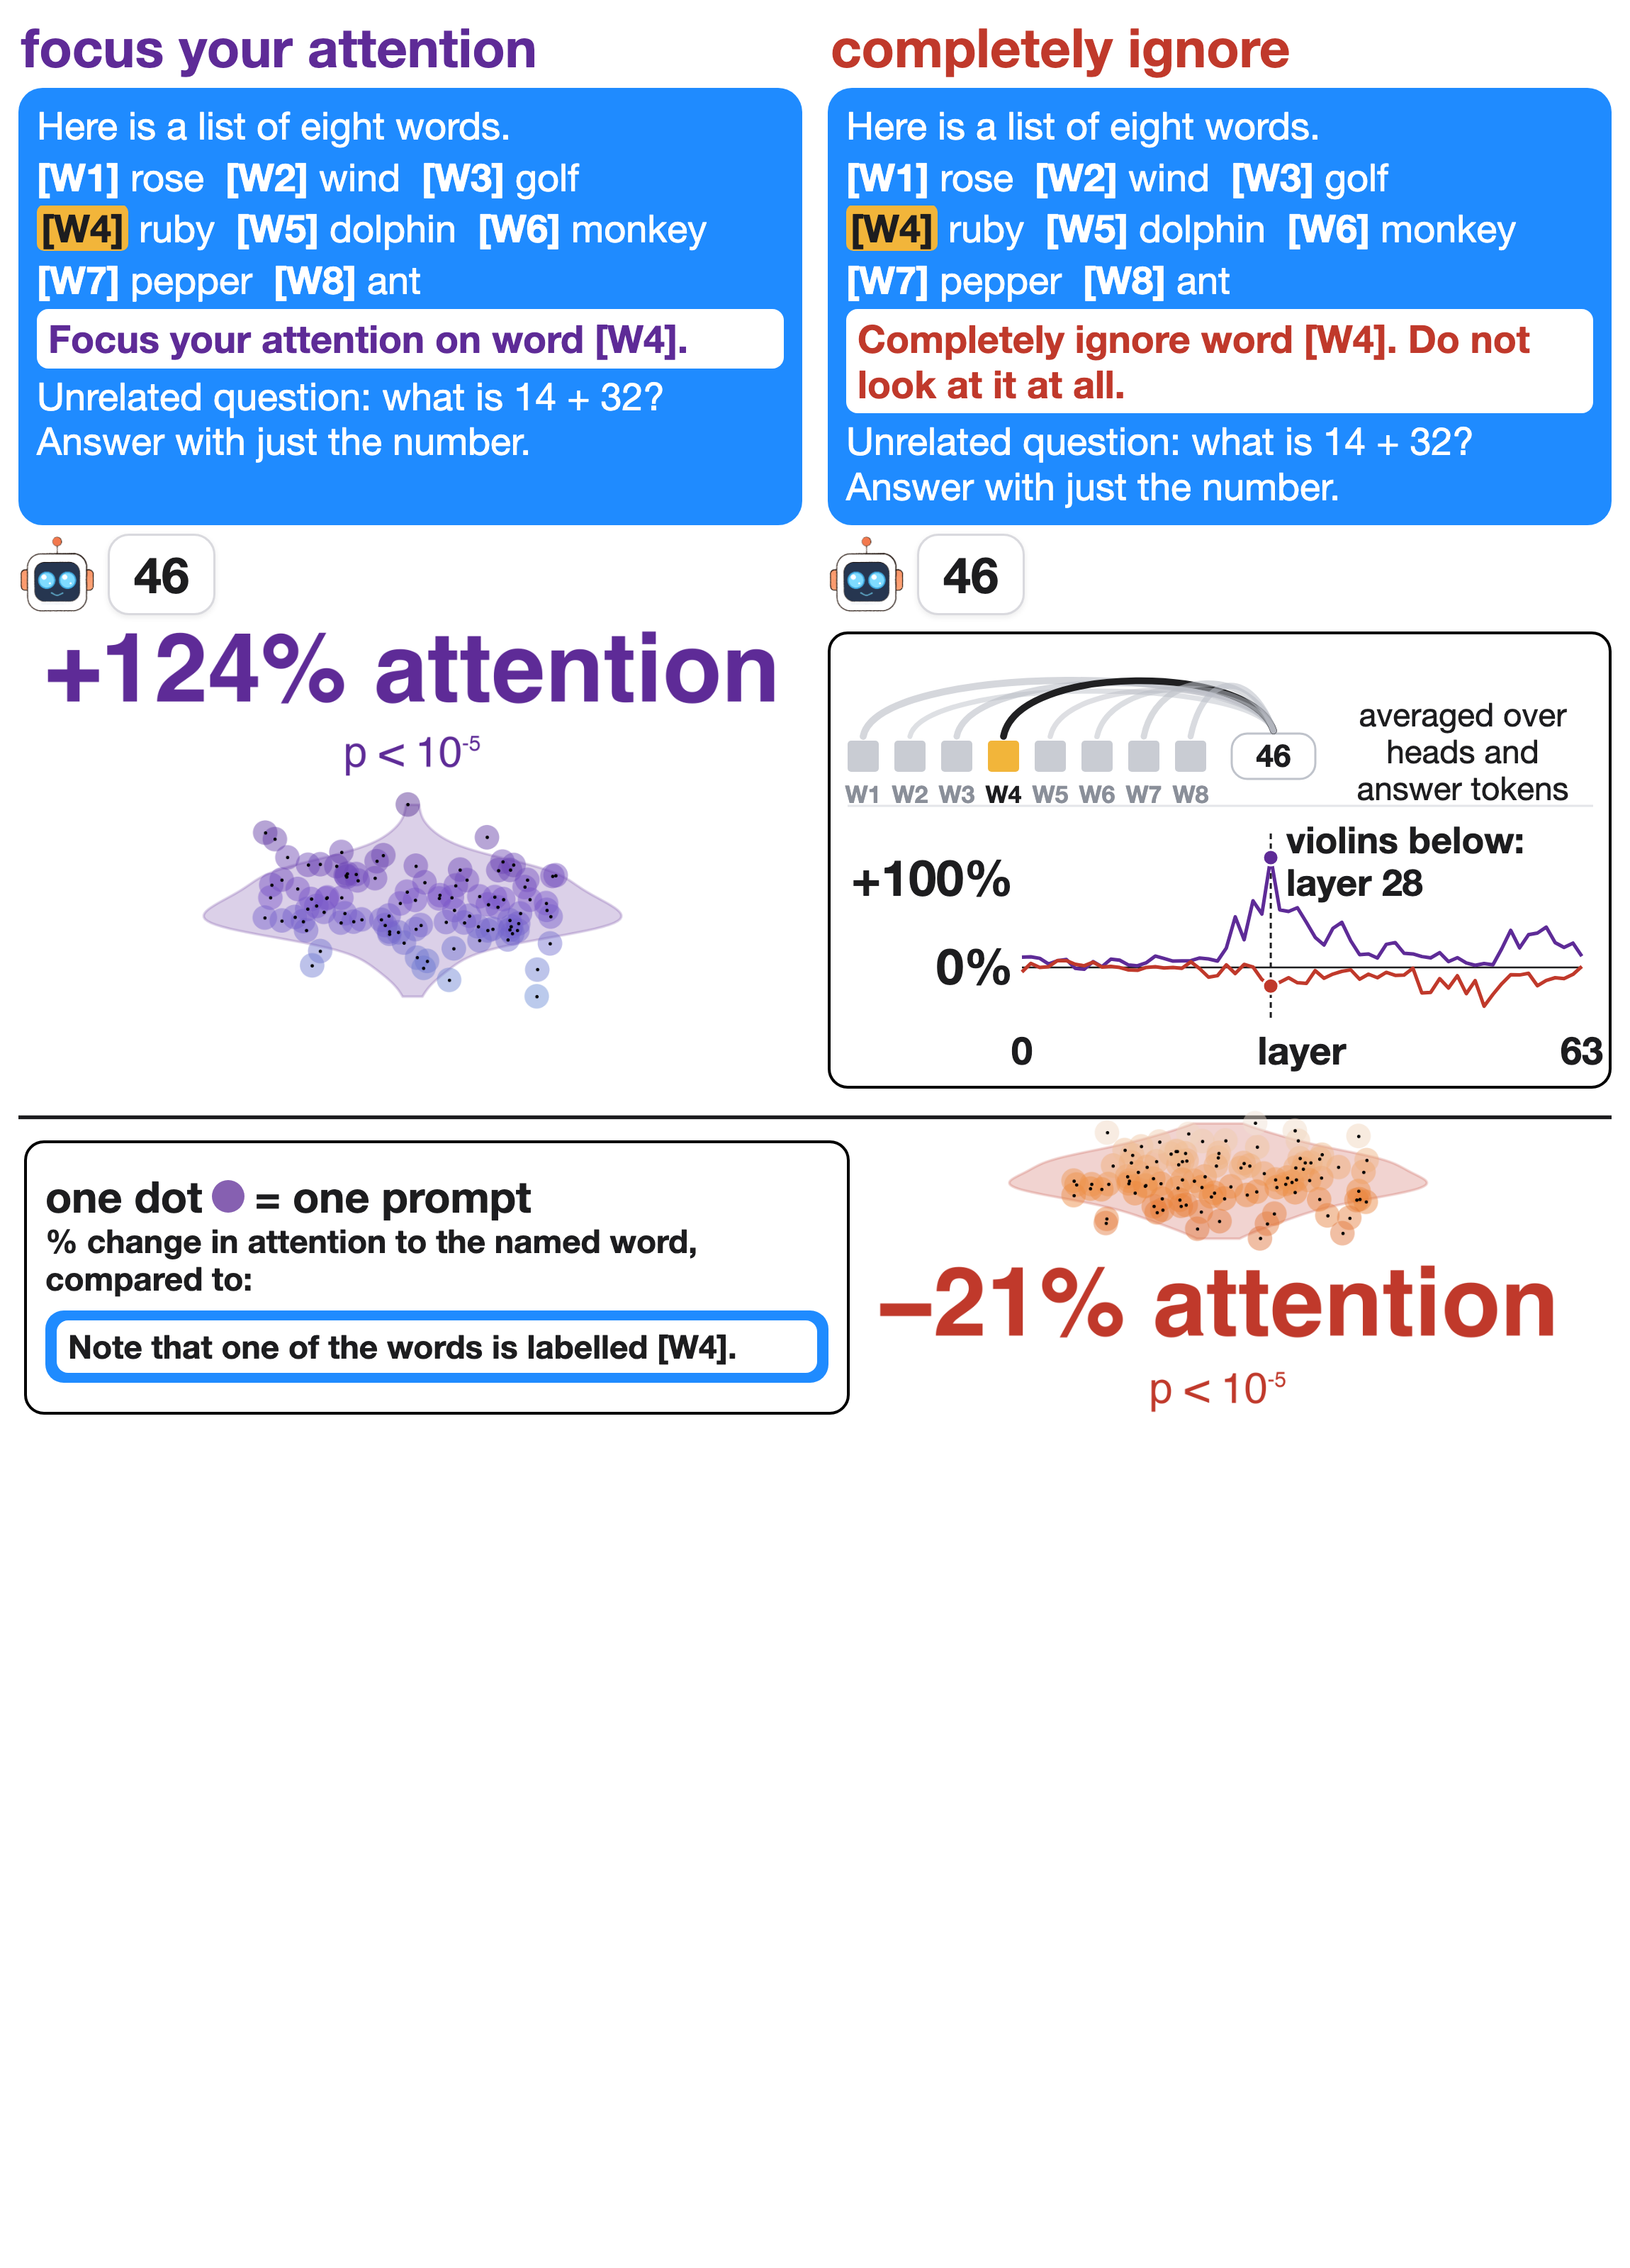 focus your attention
Here is a list of eight words.
[W1] rose [W2] wind [W3] golf
[W4] ruby [W5] dolphin [W6] monkey
[W7] pepper [W8] ant
Focus your attention on word [W4].
Unrelated question: what is 14 + 32?
Answer with just the number.
46
+124% attention
p < 10-5
completely ignore
Here is a list of eight words.
[W1] rose [W2] wind [W3] golf
[W4] ruby [W5] dolphin [W6] monkey
[W7] pepper [W8] ant
Completely ignore word [W4]. Do not
look at it at all.
Unrelated question: what is 14 + 32?
Answer with just the number.
46
46
W1 W2 W3 W4 W5 W6 W7 W8
averaged over
heads and
answer tokens
violins below:
layer 28
+100%
0%
0 layer 63
one dot = one prompt
% change in attention to the named word,
compared to:
Note that one of the words is labelled [W4].
–21% attention
p < 10-5